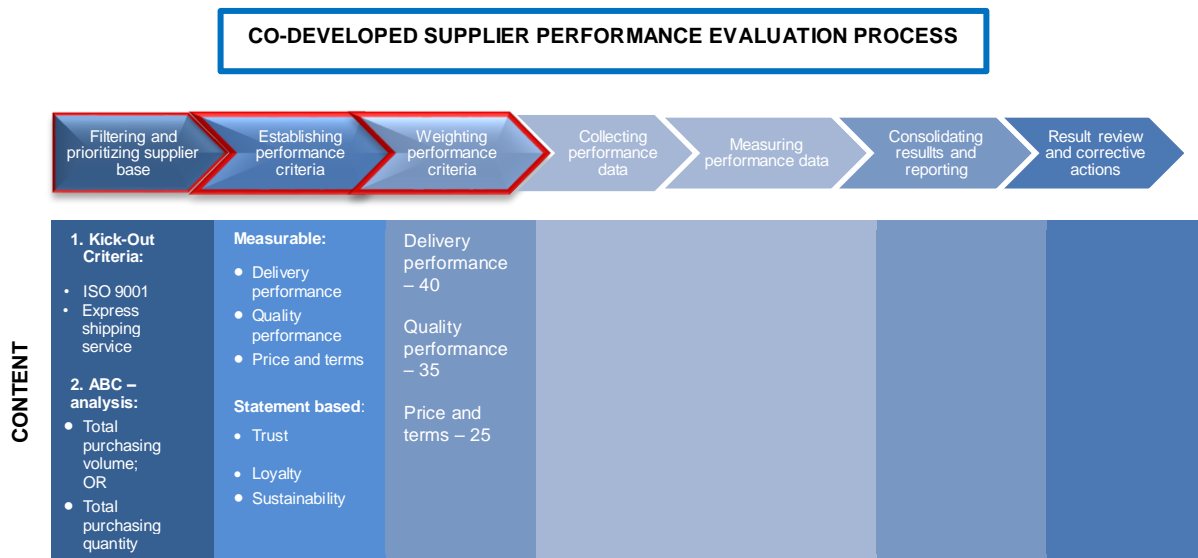 CO-DEVELOPED SUPPLIER PERFORMANCE EVALUATION PROCESS
Filtering and
prioritizing supplier
base
Establishing
performance
criteria
Weighting
performance
criteria
Collecting
performance
data
Measuring
performance data
Consolidating
results and
reporting
Result review
and corrective
actions
CONTENT
1. Kick-Out
Criteria:
• ISO 9001
• Express
shipping
service
2. ABC –
analysis:
• Total
purchasing
volume;
OR
• Total
purchasing
quantity
Measurable:
• Delivery
performance
• Quality
performance
• Price and terms
Statement based:
• Trust
• Loyalty
• Sustainability
Delivery
performance
– 40
Quality
performance
– 35
Price and
terms – 25